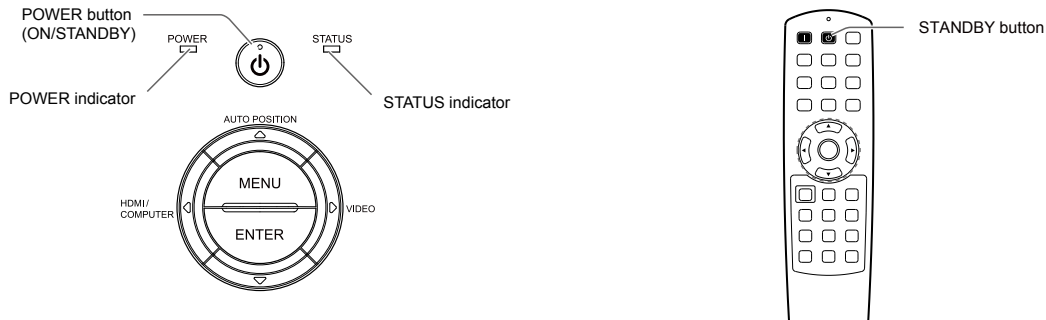 POWER button
(ON/STANDBY)
POWER
STATUS
STANDBY button
POWER indicator
STATUS indicator
AUTO POSITION
MENU
HDMI/
COMPUTER
VIDEO
ENTER